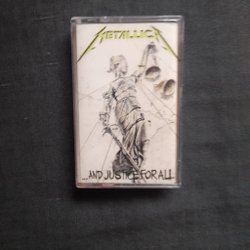 METALLICA
...AND JUSTICE FOR ALL